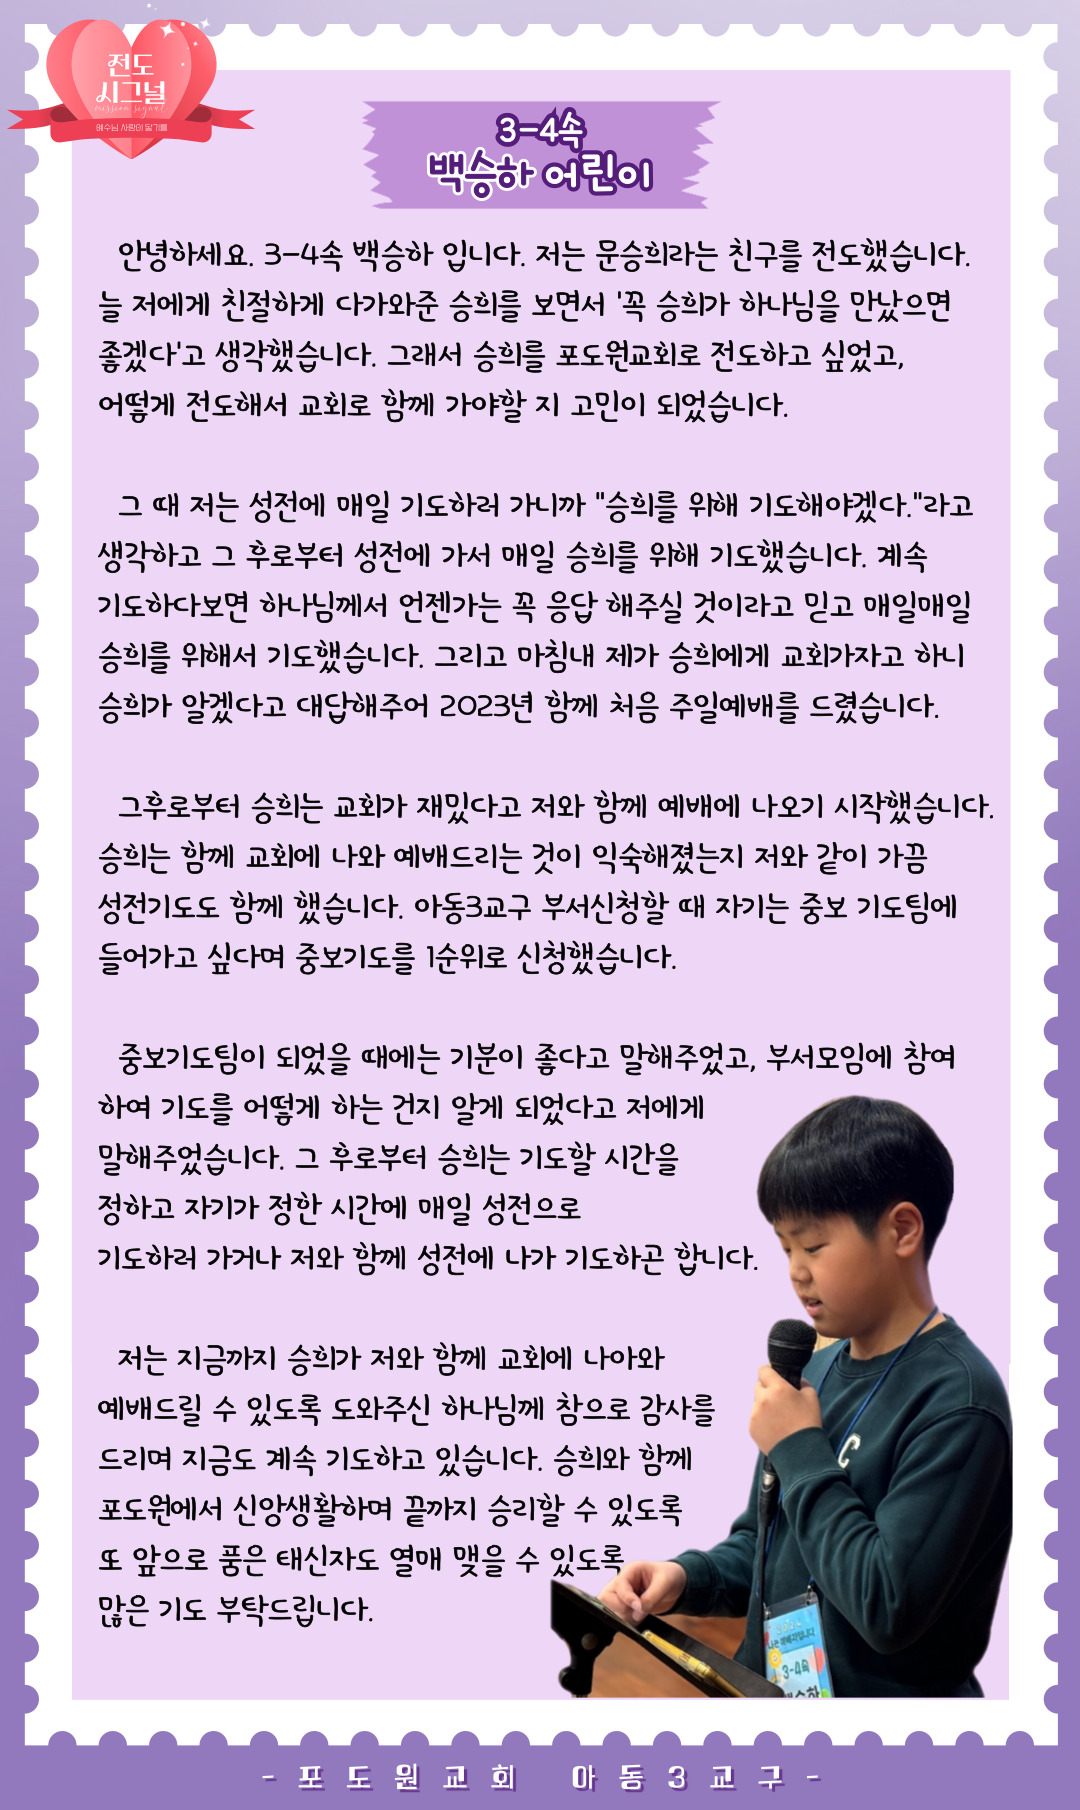 전도
시그널
mission signal
예수님 사랑이 닿기를
3-4속
백승하 어린이
안녕하세요. 3-4속 백승하 입니다. 저는 문승희라는 친구를 전도했습니다.
늘 저에게 친절하게 다가와준 승희를 보면서 '꼭 승희가 하나님을 만났으면
좋겠다'고 생각했습니다. 그래서 승희를 포도원교회로 전도하고 싶었고,
어떻게 전도해서 교회로 함께 가야할 지 고민이 되었습니다.
그 때 저는 성전에 매일 기도하러 가니까 "승희를 위해 기도해야겠다."라고
생각하고 그 후로부터 성전에 가서 매일 승희를 위해 기도했습니다. 계속
기도하다보면 하나님께서 언젠가는 꼭 응답 해주실 것이라고 믿고 매일매일
승희를 위해서 기도했습니다. 그리고 마침내 제가 승희에게 교회가자고 하니
승희가 알겠다고 대답해주어 2023년 함께 처음 주일예배를 드렸습니다.
그후로부터 승희는 교회가 재밌다고 저와 함께 예배에 나오기 시작했습니다.
승희는 함께 교회에 나와 예배드리는 것이 익숙해졌는지 저와 같이 가끔
성전기도도 함께 했습니다. 아동3교구 부서신청할 때 자기는 중보 기도팀에
들어가고 싶다며 중보기도를 1순위로 신청했습니다.
중보기도팀이 되었을 때에는 기분이 좋다고 말해주었고, 부서모임에 참여
하여 기도를 어떻게 하는 건지 알게 되었다고 저에게
말해주었습니다. 그 후로부터 승희는 기도할 시간을
정하고 자기가 정한 시간에 매일 성전으로
기도하러 가거나 저와 함께 성전에 나가 기도하곤 합니다.
저는 지금까지 승희가 저와 함께 교회에 나아와
예배드릴 수 있도록 도와주신 하나님께 참으로 감사를
드리며 지금도 계속 기도하고 있습니다. 승희와 함께
포도원에서 신앙생활하며 끝까지 승리할 수 있도록
또 앞으로 품은 태신자도 열매 맺을 수 있도록
많은 기도 부탁드립니다.
C
3-4속
- 포도원교회 아동3교구 -